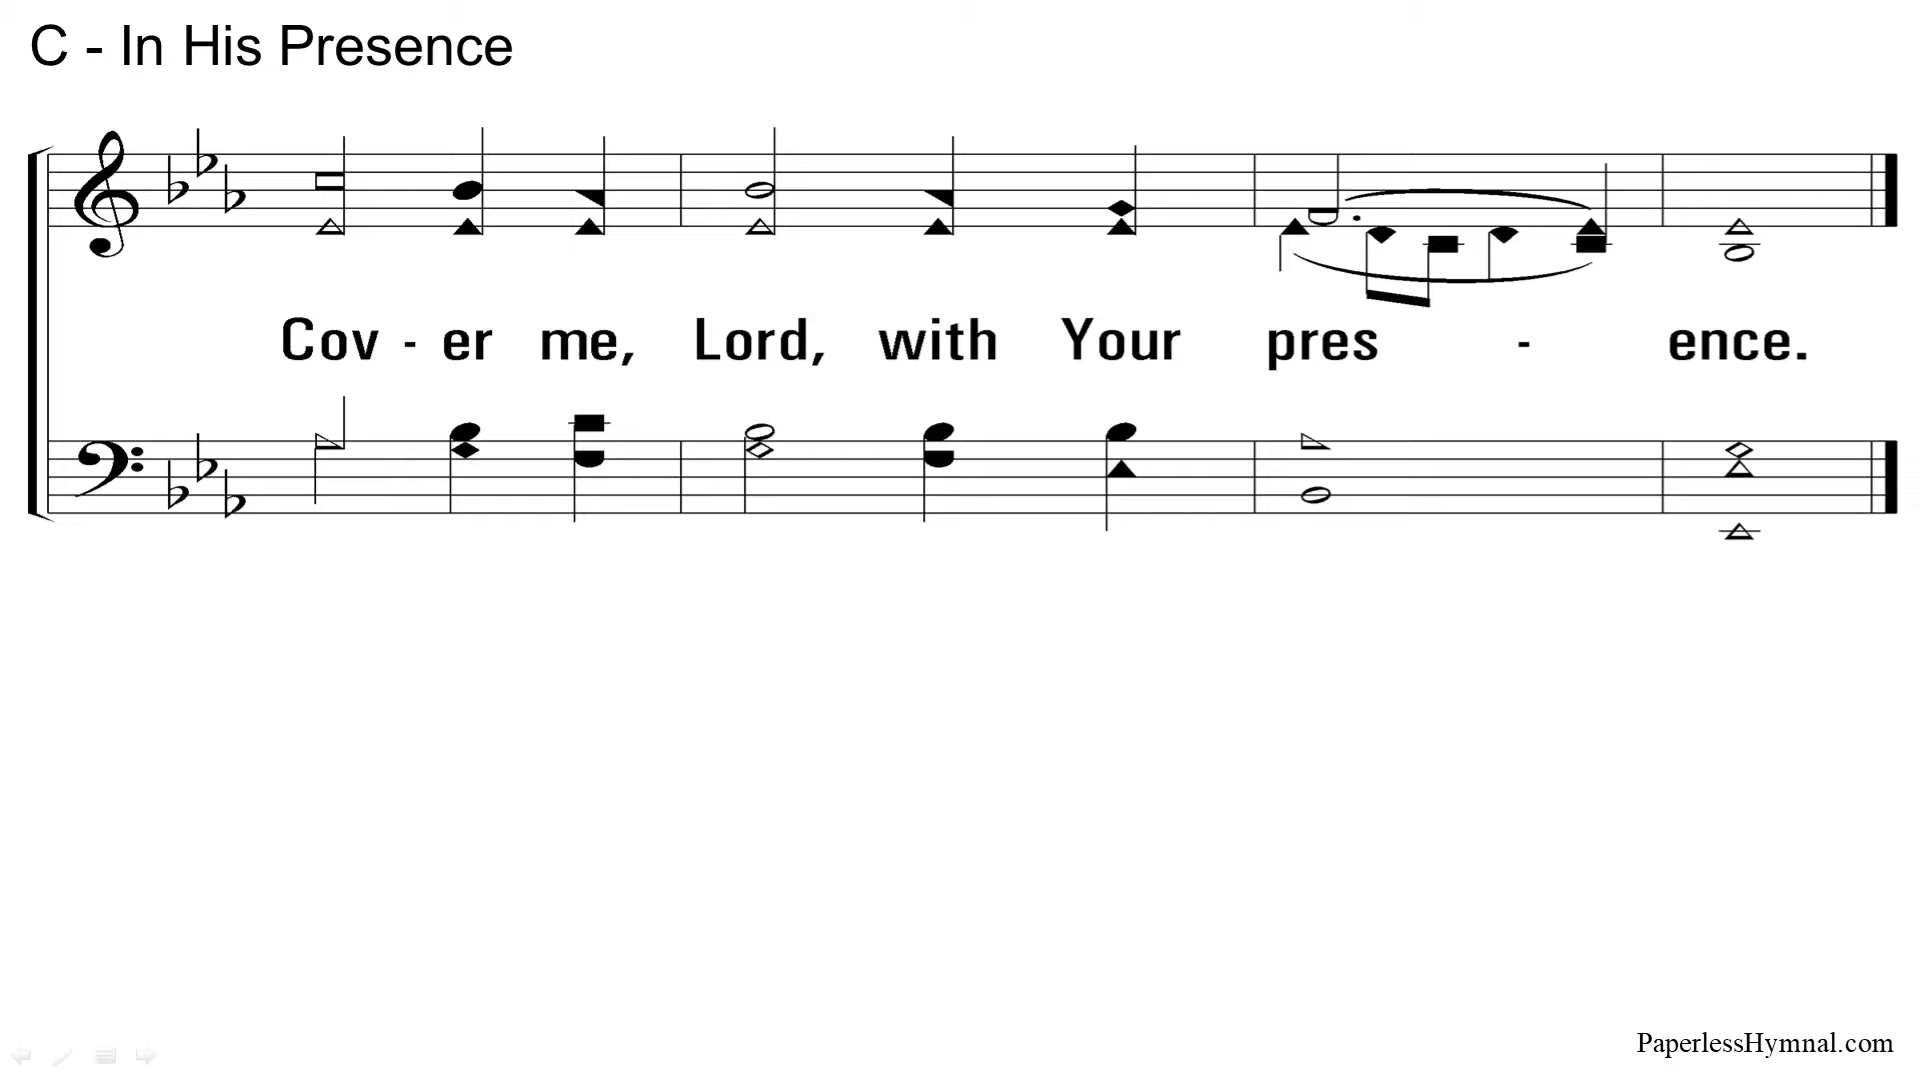 C - In His Presence
Cov - er me, Lord, with Your pres - ence.
PaperlessHymnal.com